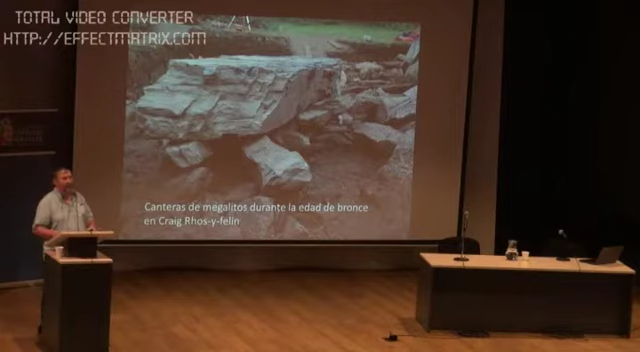 TOTAL VIDEO CONVERTER
HTTP://EFFECTMATRIX.COM
Canteras de megalitos durante la edad de bronce
en Craig Rhos-y-felin